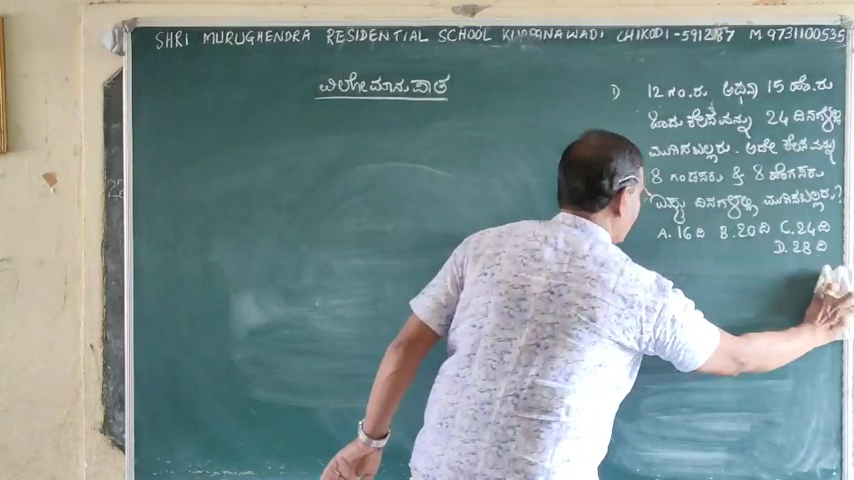 SHRI MURUGHENDRA RESIDENTIAL SCHOOL KUPPANAWADI CHIKODI-591287 M.9731100535
ವಿಲೋಮಾನುಪಾತ
1) 12 ಗಂ.ರು ಅಥವಾ 15 ಹೆಂ.ರು
ಒಂದು ಕೆಲಸವನ್ನು 24 ದಿನಗಳಲ್ಲಿ
ಮುಗಿಸಬಲ್ಲರು. ಅದೇ ಕೆಲಸವನ್ನು
8 ಗಂಡಸರು & 8 ಹೆಂಗಸರು
ಎಷ್ಟು ದಿನಗಳಲ್ಲಿ ಮುಗಿಸಬಲ್ಲರು?
A. 16 ದಿ B. 20 ದಿ C. 24 ದಿ
D. 28 ದಿ